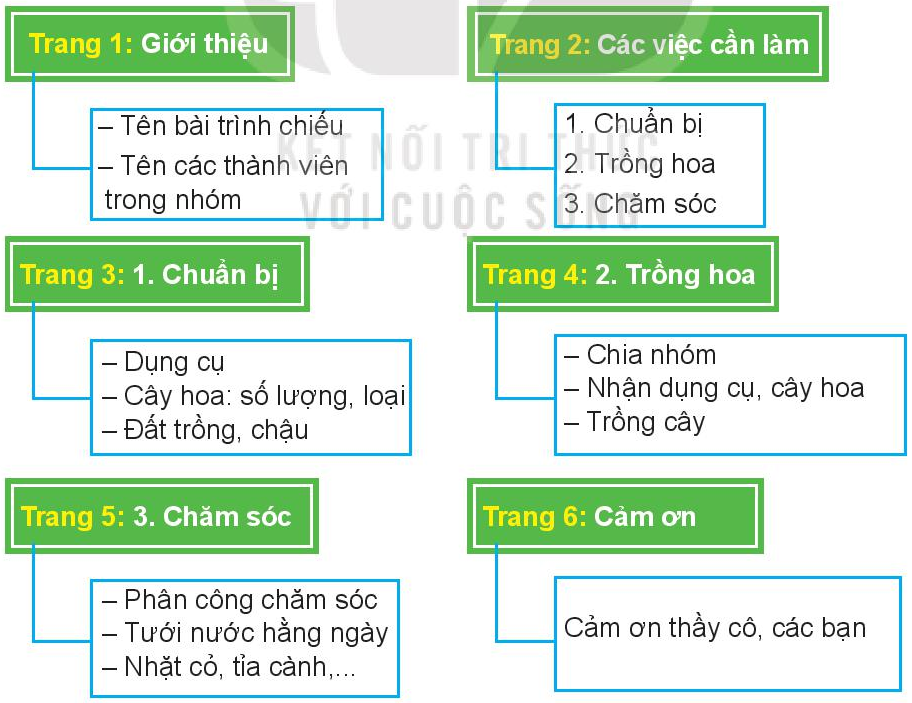 Trang 1: Giới thiệu
– Tên bài trình chiếu
– Tên các thành viên
trong nhóm
Trang 2: Các việc cần làm
1. Chuẩn bị
2. Trồng hoa
3. Chăm sóc
KẾT NỐI TRI THỨC
VỚI CUỘC SỐNG
Trang 3: 1. Chuẩn bị
– Dụng cụ
– Cây hoa: số lượng, loại
– Đất trồng, chậu
Trang 4: 2. Trồng hoa
– Chia nhóm
– Nhận dụng cụ, cây hoa
– Trồng cây
Trang 5: 3. Chăm sóc
– Phân công chăm sóc
– Tưới nước hằng ngày
– Nhặt cỏ, tỉa cành,...
Trang 6: Cảm ơn
Cảm ơn thầy cô, các bạn